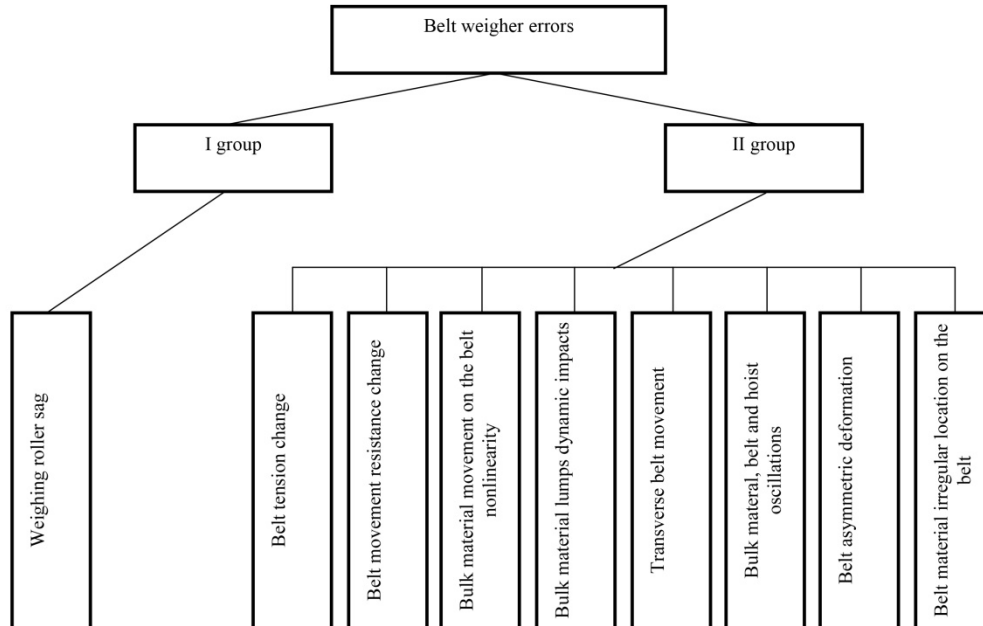 Belt weigher errors
I group
II group
Weighing roller sag
Belt tension change
Belt movement resistance change
Bulk material movement on the belt
nonlinearity
Bulk material lumps dynamic impacts
Transverse belt movement
Bulk materal, belt and hoist
oscillations
Belt asymmetric deformation
Belt material irregular location on the
belt